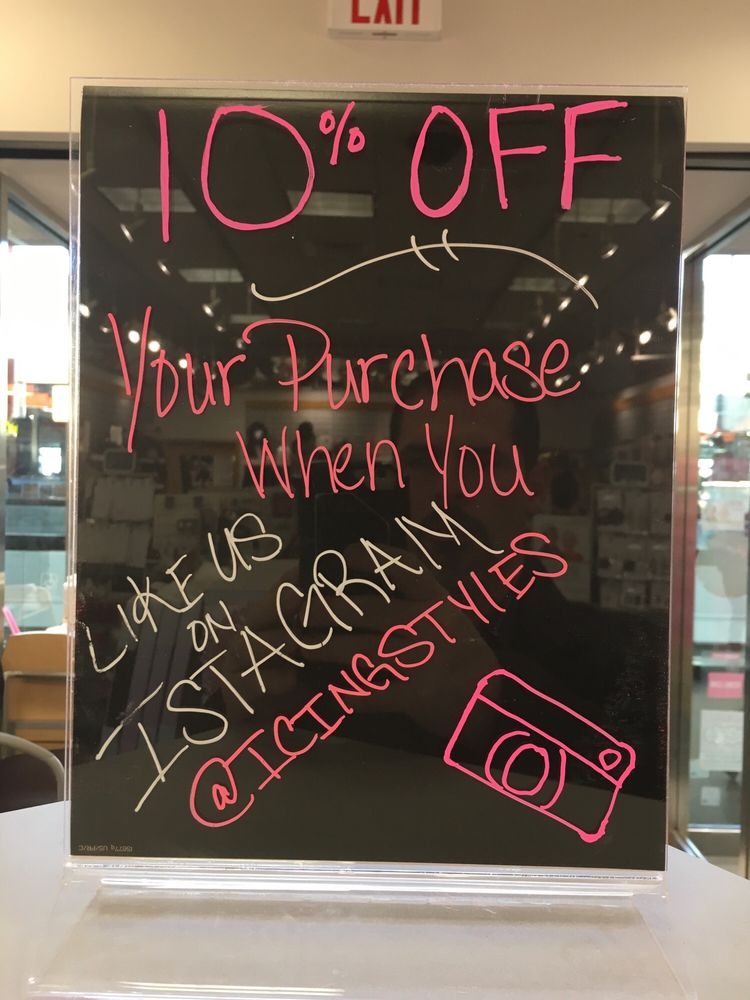 EXIT
10% OFF
Your Purchase
When You
LIKE US
ON
ISTAGRAM
@ICINGSTYlES